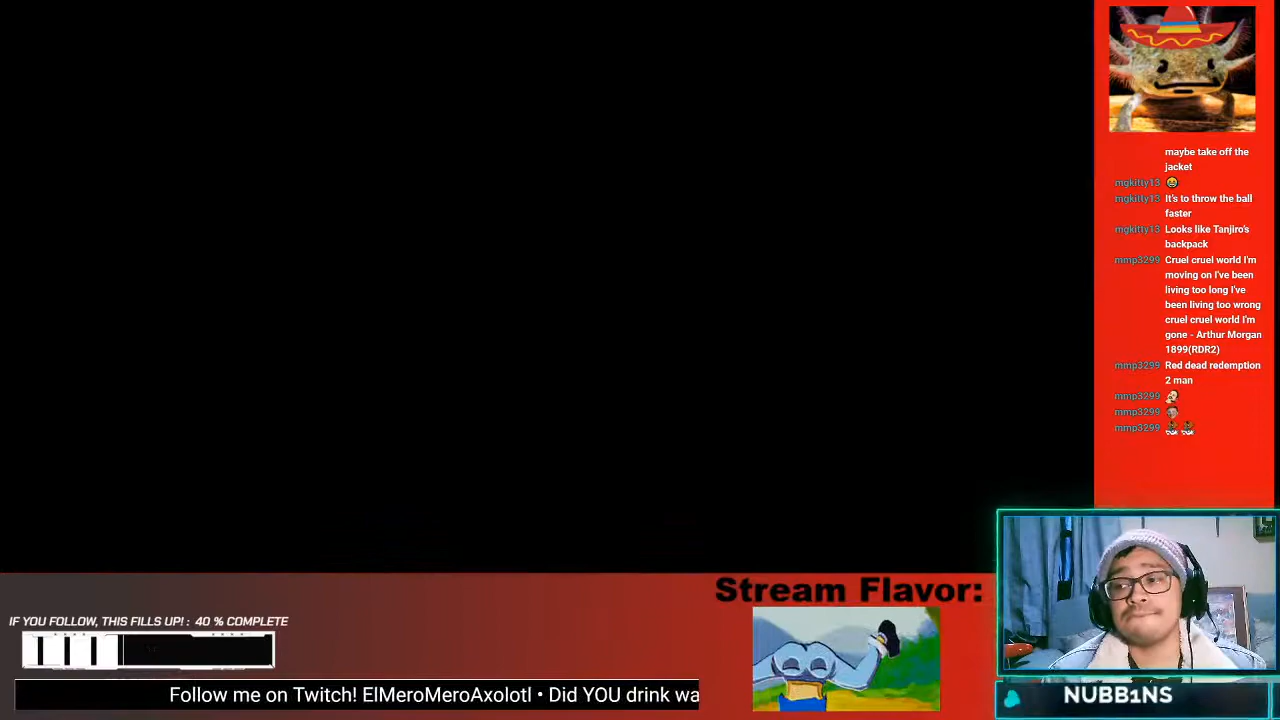 maybe take off the
jacket
mgkitty13
mgkitty13 It's to throw the ball
faster
mgkitty13 Looks like Tanjiro's
backpack
mmp3299 Cruel cruel world I'm
moving on I've been
living too long I've
been living too wrong
cruel cruel world I'm
gone - Arthur Morgan
1899(RDR2)
mmp3299 Red dead redemption
2 man
mmp3299
mmp3299
mmp3299
Stream Flavor:
IF YOU FOLLOW, THIS FILLS UP! : 40 % COMPLETE
Follow me on Twitch! ElMeroMeroAxolotl • Did YOU drink wa
NUBB1NS